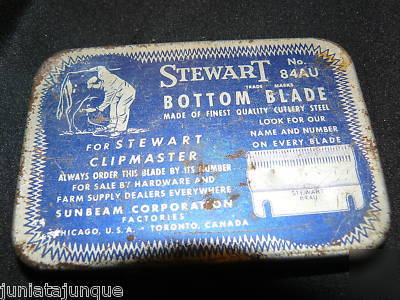 STEWART No. 84AU
TRADE MARKS
BOTTOM BLADE
MADE OF FINEST QUALITY CUTLERY STEEL
LOOK FOR OUR
NAME AND NUMBER
ON EVERY BLADE
FOR STEWART
CLIPMASTER
ALWAYS ORDER THIS BLADE BY ITS NUMBER
FOR SALE BY HARDWARE AND
FARM SUPPLY DEALERS EVERYWHERE
SUNBEAM CORPORATION
FACTORIES
CHICAGO, U.S.A. - TORONTO, CANADA
STEWART
84AU
juniatajunque